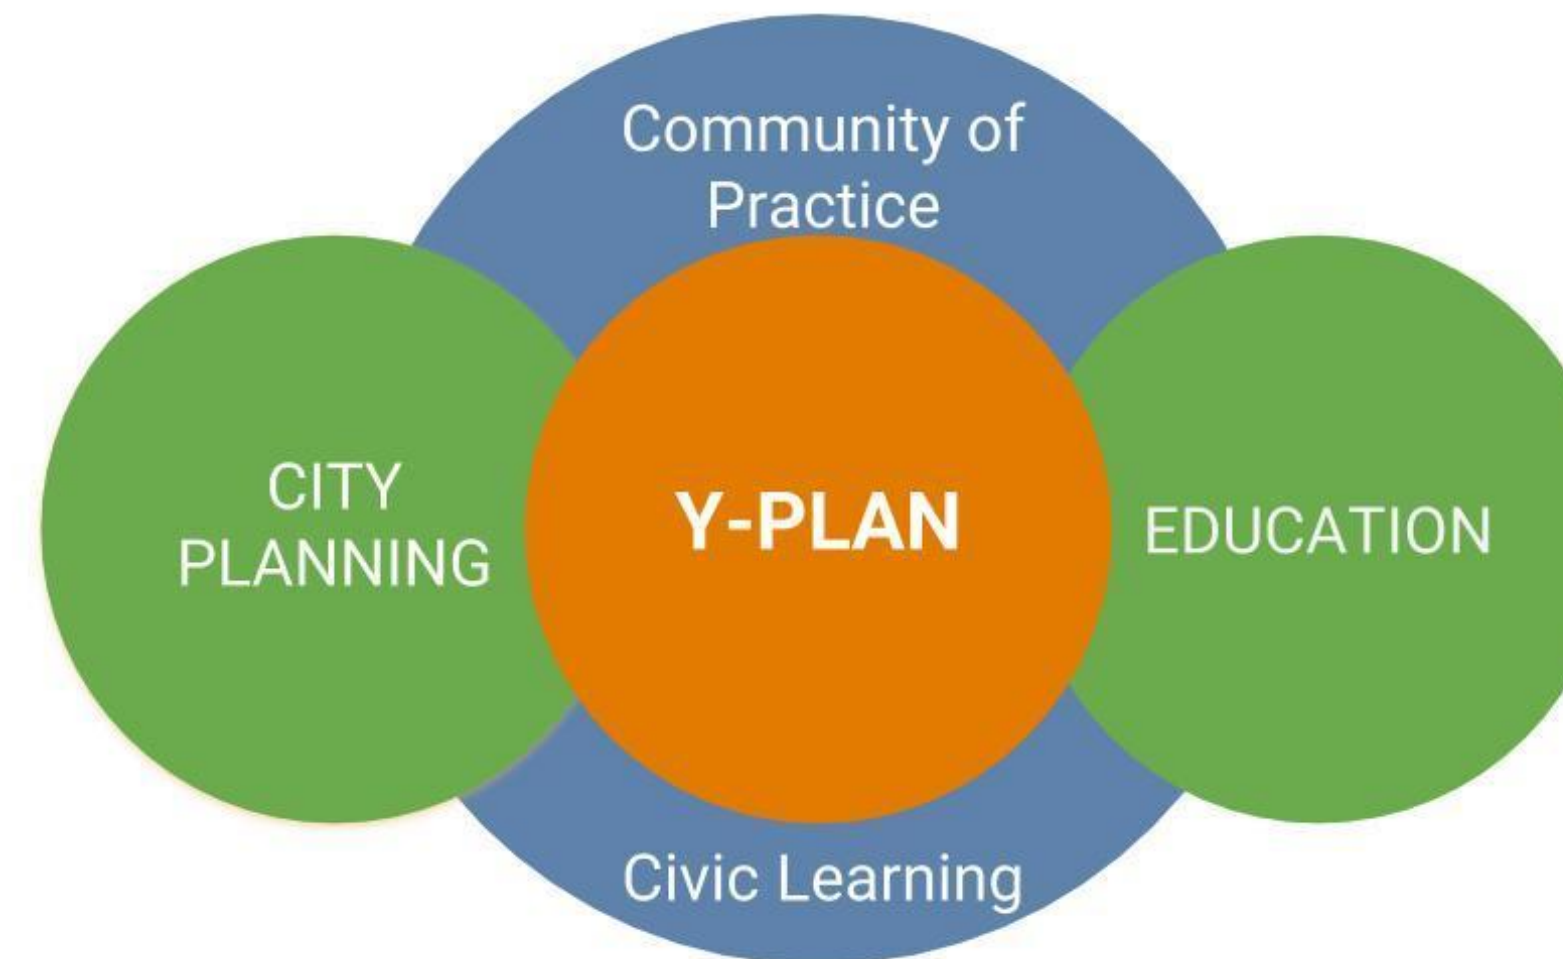 Community of
Practice
CITY
PLANNING
Y-PLAN
EDUCATION
Civic Learning